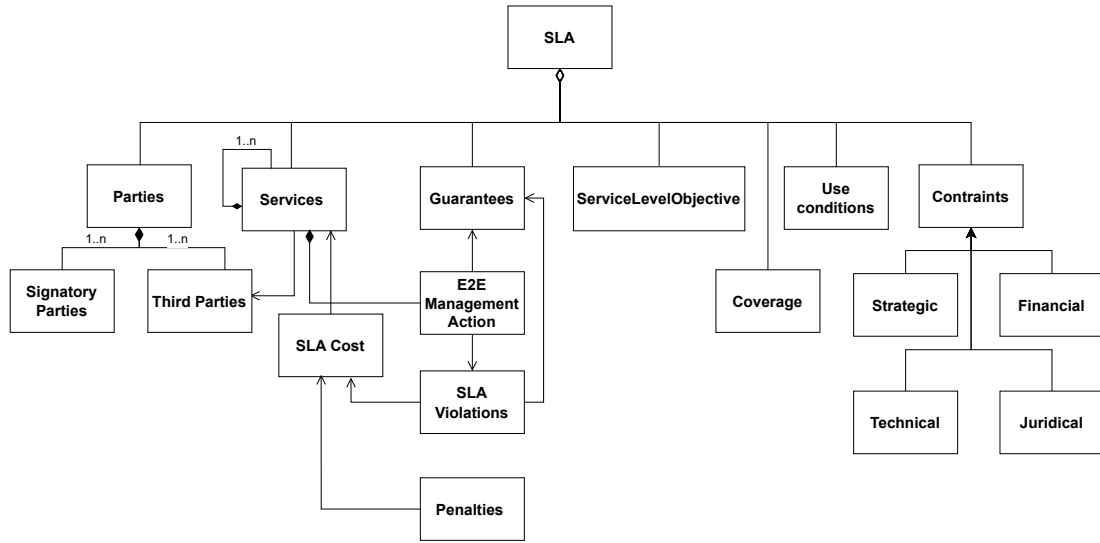 SLA
1..n
Parties
Services
Guarantees
ServiceLevelObjective
Use
conditions
Contraints
1..n
1..n
Signatory
Parties
Third Parties
E2E
Management
Action
Coverage
Strategic
Financial
SLA Cost
SLA
Violations
Technical
Juridical
Penalties